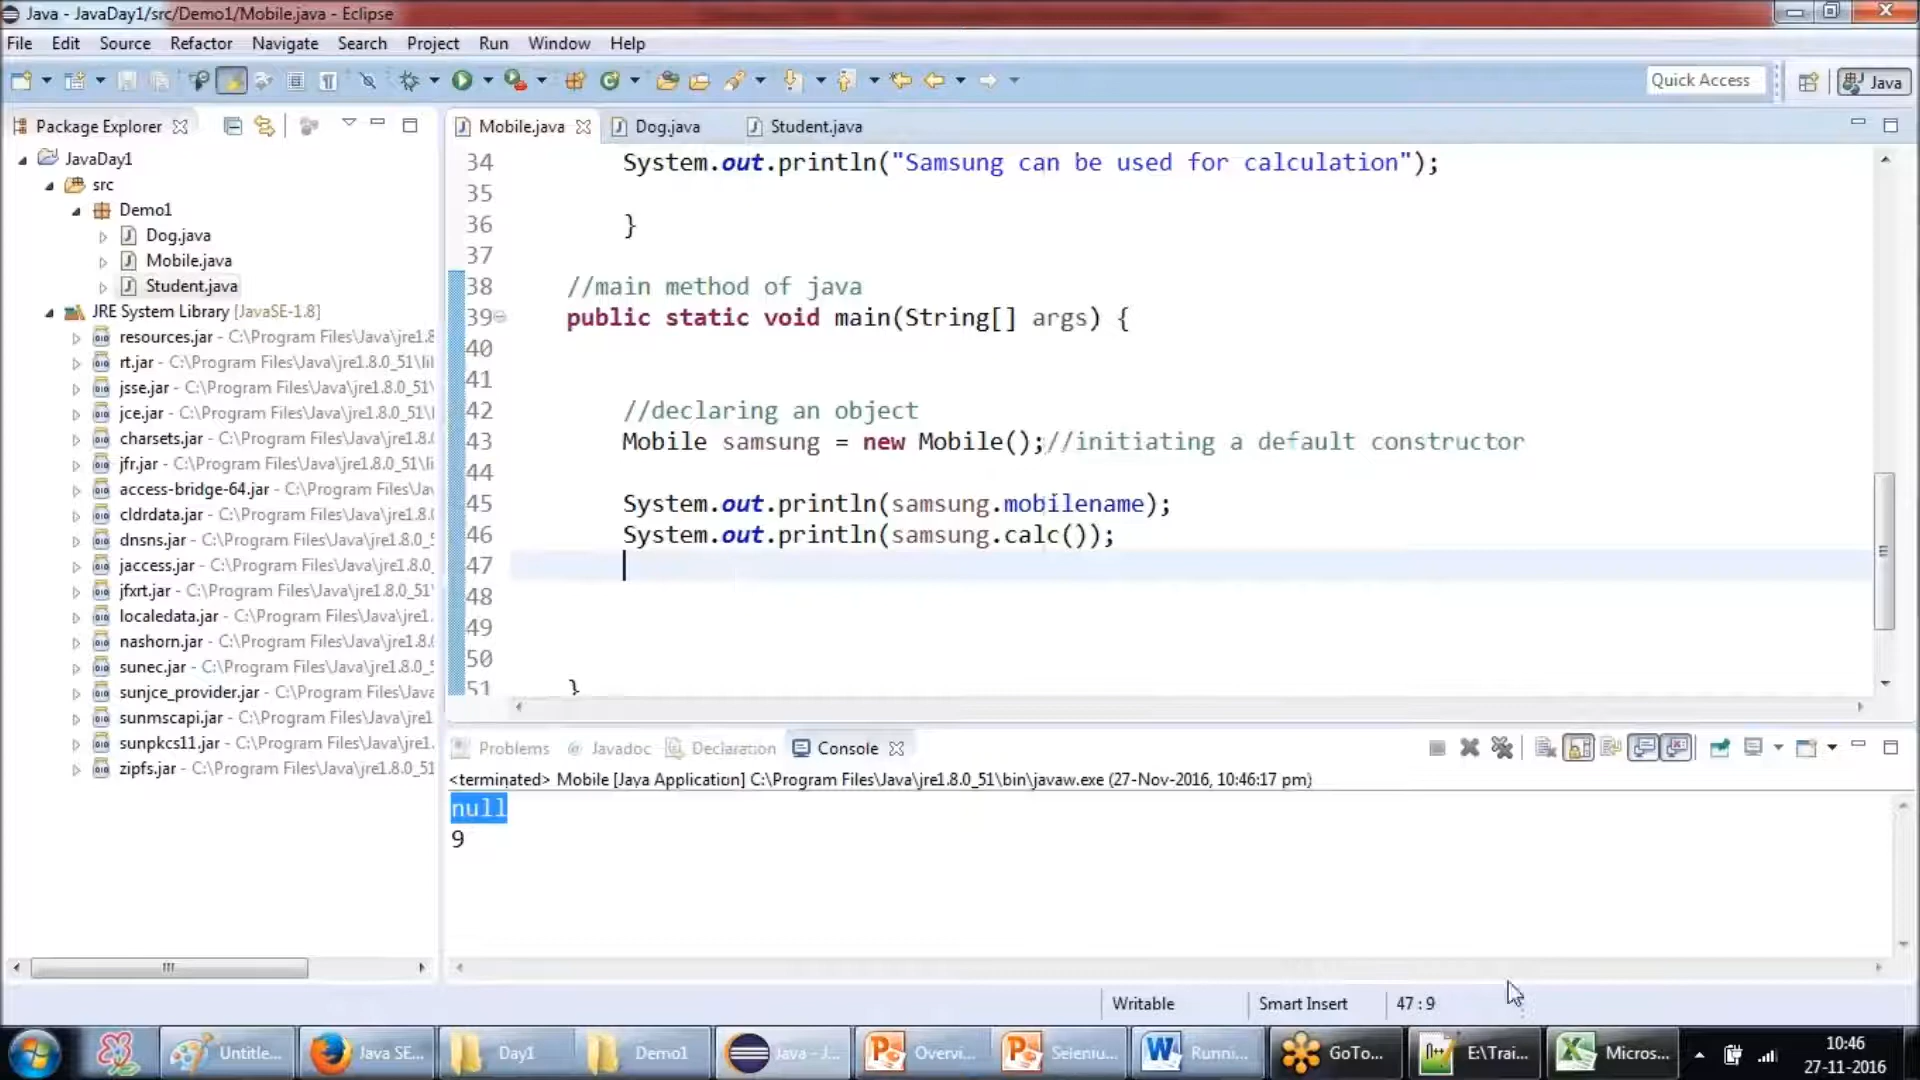 Java - JavaDay1/src/Demo1/Mobile.java - Eclipse
File Edit Source Refactor Navigate Search Project Run Window Help
Quick Access
Java
Package Explorer
Mobile.java
Dog.java
Student.java
JavaDay1
src
Demo1
Dog.java
Mobile.java
Student.java
JRE System Library [JavaSE-1.8]
resources.jar - C:\Program Files\Java\jre1.8
rt.jar - C:\Program Files\Java\jre1.8.0_51\lib
jsse.jar - C:\Program Files\Java\jre1.8.0_51\
jce.jar - C:\Program Files\Java\jre1.8.0_51\l
charsets.jar - C:\Program Files\Java\jre1.8.0
jfr.jar - C:\Program Files\Java\jre1.8.0_51\li
access-bridge-64.jar - C:\Program Files\Jav
cldrdata.jar - C:\Program Files\Java\jre1.8.0
dnsns.jar - C:\Program Files\Java\jre1.8.0_5
jaccess.jar - C:\Program Files\Java\jre1.8.0_
jfxrt.jar - C:\Program Files\Java\jre1.8.0_51\
localedata.jar - C:\Program Files\Java\jre1.
nashorn.jar - C:\Program Files\Java\jre1.8.0
sunec.jar - C:\Program Files\Java\jre1.8.0_5
sunjce_provider.jar - C:\Program Files\Java
sunmscapi.jar - C:\Program Files\Java\jre1
sunpkcs11.jar - C:\Program Files\Java\jre1.
zipfs.jar - C:\Program Files\Java\jre1.8.0_51
34 System.out.println("Samsung can be used for calculation");
35
36 }
37
38 //main method of java
39 public static void main(String[] args) {
40
41
42 //declaring an object
43 Mobile samsung = new Mobile();//initiating a default constructor
44
45 System.out.println(samsung.mobilename);
46 System.out.println(samsung.calc());
47
48
49
50
51 }
Problems @ Javadoc Declaration Console
<terminated> Mobile [Java Application] C:\Program Files\Java\jre1.8.0_51\bin\javaw.exe (27-Nov-2016, 10:46:17 pm)
null
9
Writable Smart Insert 47 : 9
Untitle...
Java SE...
Day1
Demo1
Java - J...
Overvi...
Seleniu...
Runni...
GoTo...
E:\Trai...
Micros...
10:46
27-11-2016